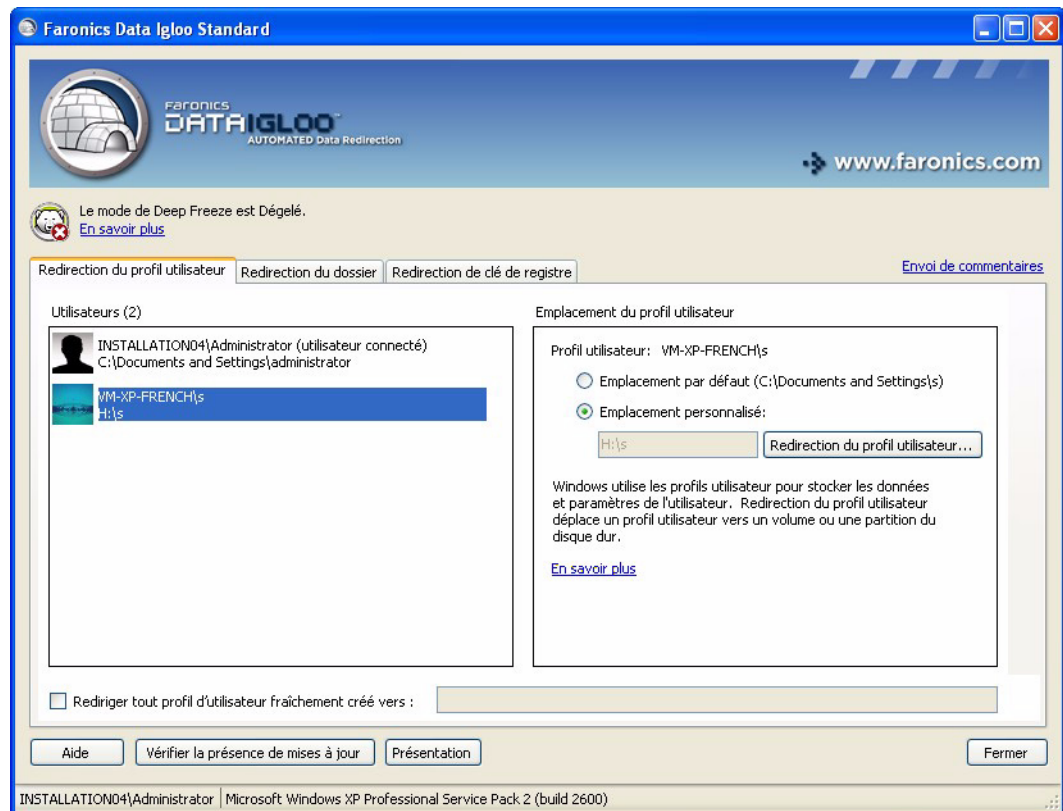 Faronics Data Igloo Standard
Faronics
DATAIGLOO
AUTOMATED Data Redirection
www.faronics.com
Le mode de Deep Freeze est Dégelé.
En savoir plus
Redirection du profil utilisateur
Redirection du dossier
Redirection de clé de registre
Envoi de commentaires
Utilisateurs (2)
INSTALLATION04\Administrator (utilisateur connecté)
C:\Documents and Settings\administrator
VM-XP-FRENCH\s
H:\s
Emplacement du profil utilisateur
Profil utilisateur: VM-XP-FRENCH\s
Emplacement par défaut (C:\Documents and Settings\s)
Emplacement personnalisé:
H:\s
Redirection du profil utilisateur...
Windows utilise les profils utilisateur pour stocker les données
et paramètres de l'utilisateur. Redirection du profil utilisateur
déplace un profil utilisateur vers un volume ou une partition du
disque dur.
En savoir plus
Rediriger tout profil d'utilisateur fraîchement créé vers :
Aide
Vérifier la présence de mises à jour
Présentation
Fermer
INSTALLATION04\Administrator
Microsoft Windows XP Professional Service Pack 2 (build 2600)